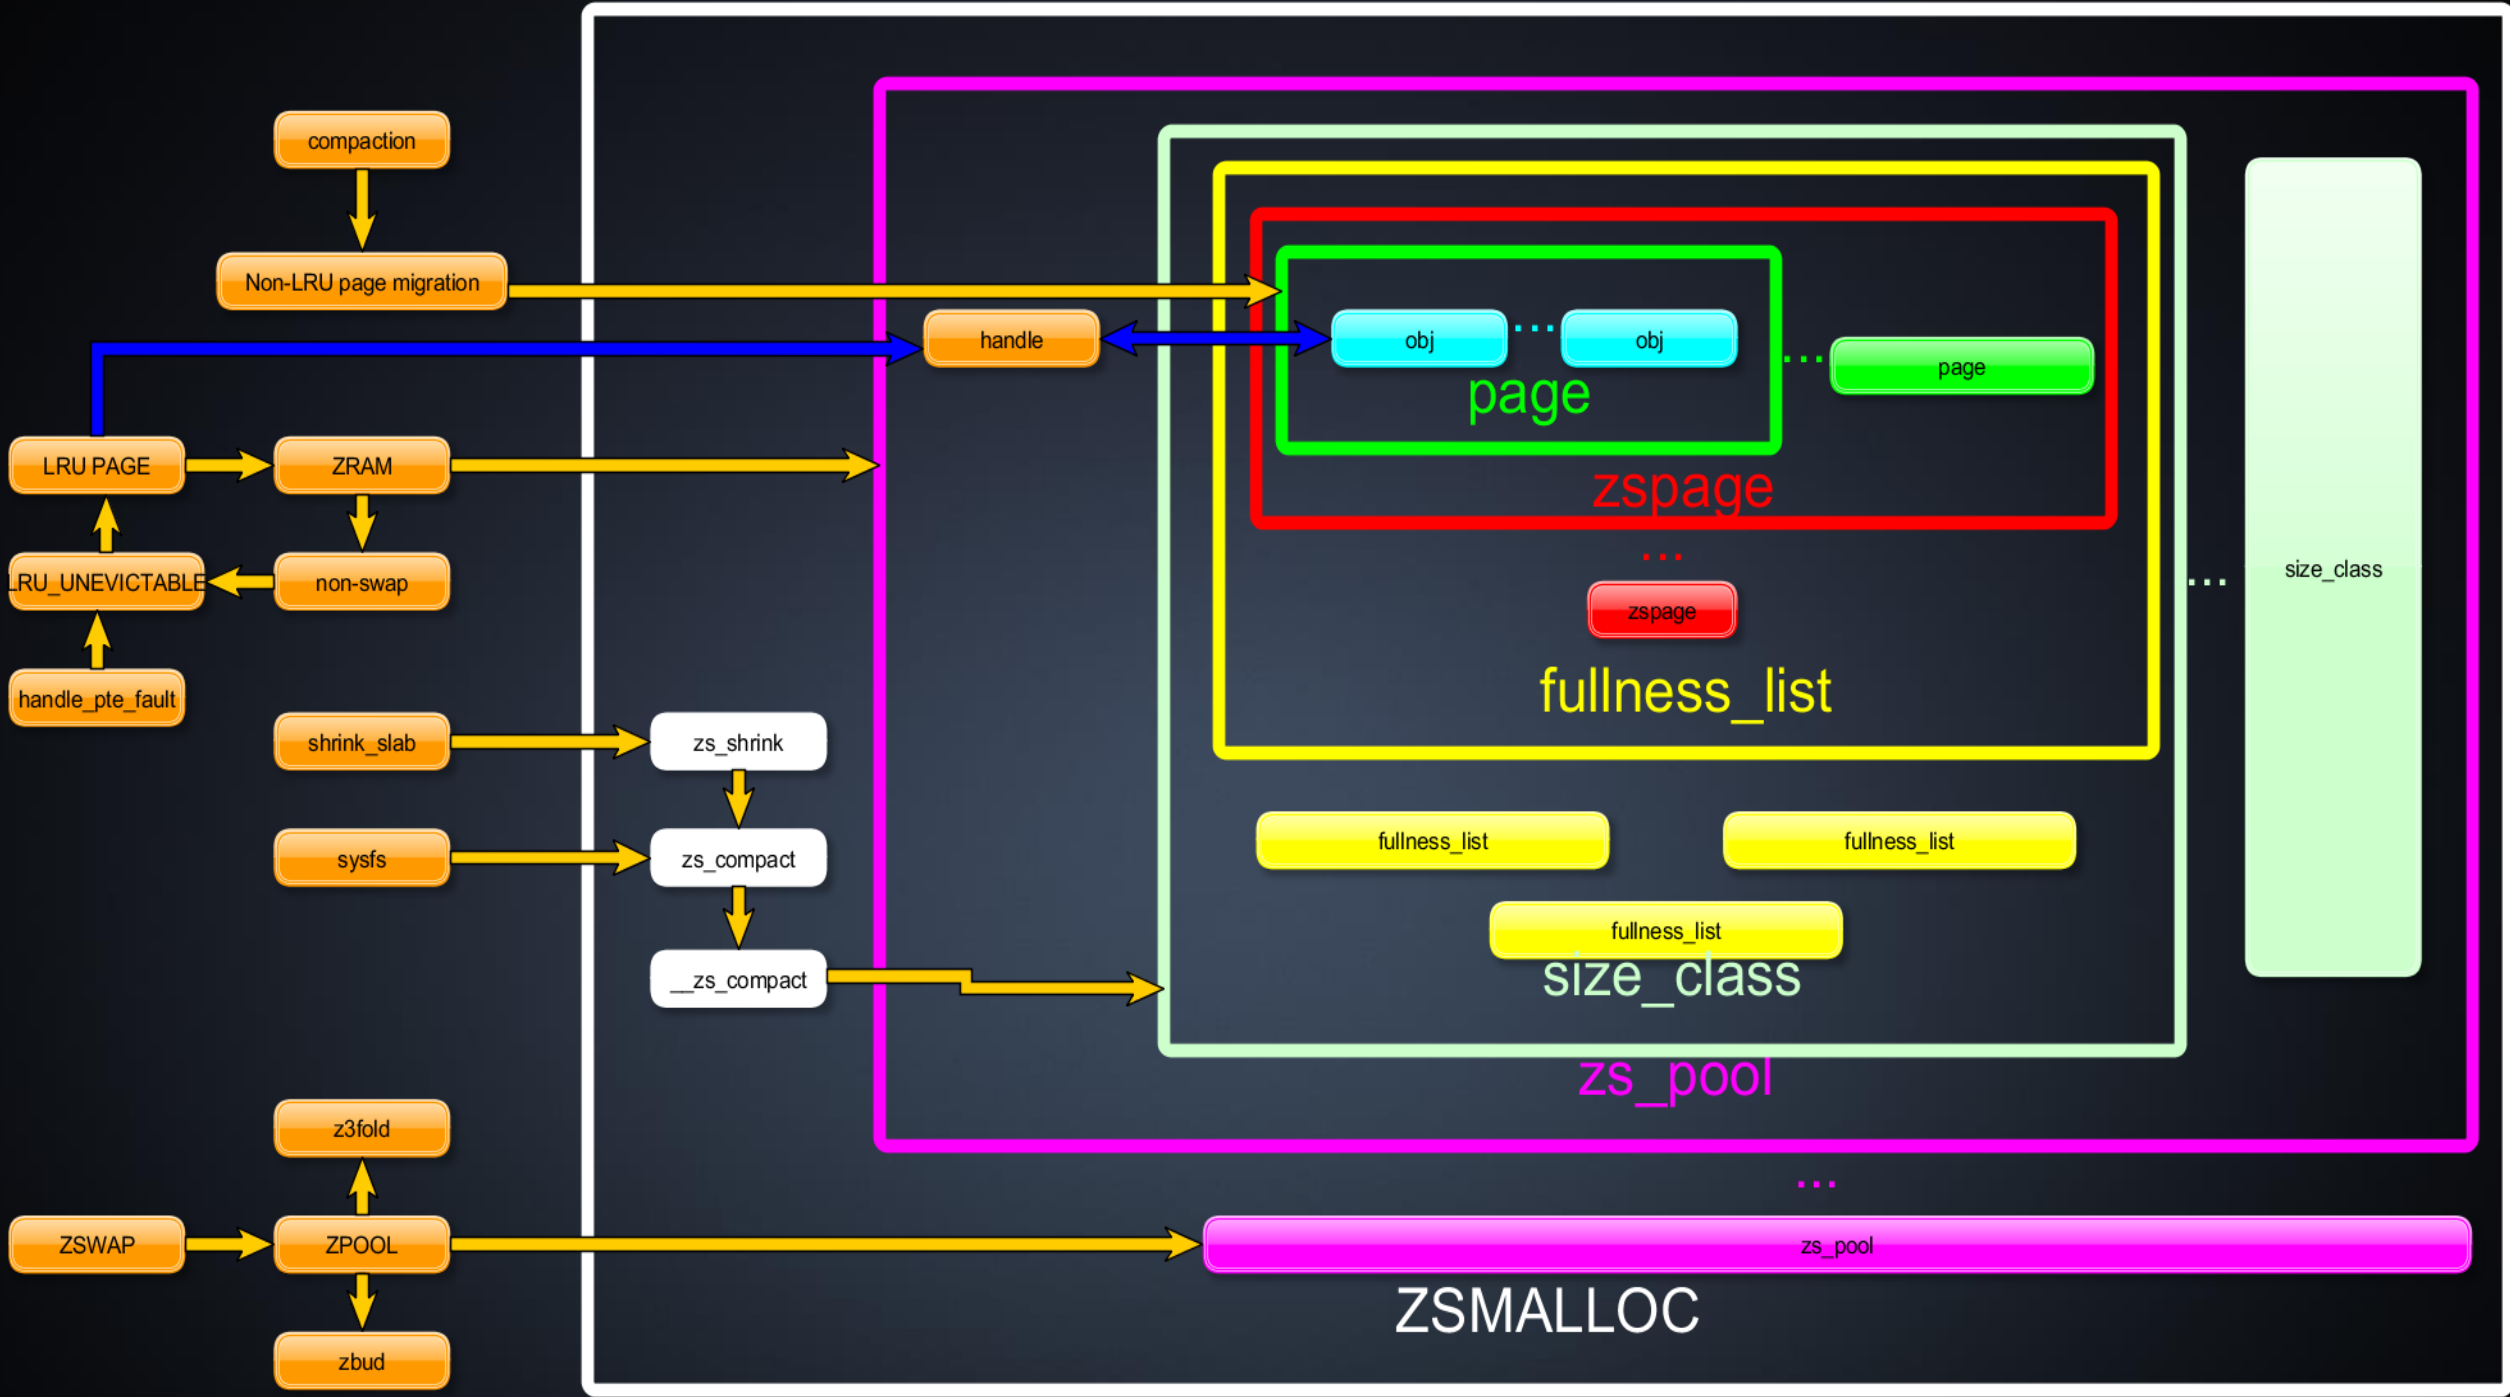 compaction
Non-LRU page migration
handle
obj
...
obj
page
...
page
LRU PAGE
ZRAM
zspage
...
LRU_UNEVICTABLE
non-swap
zspage
...
size_class
handle_pte_fault
fullness_list
shrink_slab
zs_shrink
sysfs
zs_compact
fullness_list
fullness_list
fullness_list
__zs_compact
size_class
zs_pool
z3fold
...
ZSWAP
ZPOOL
zs_pool
ZSMALLOC
zbud